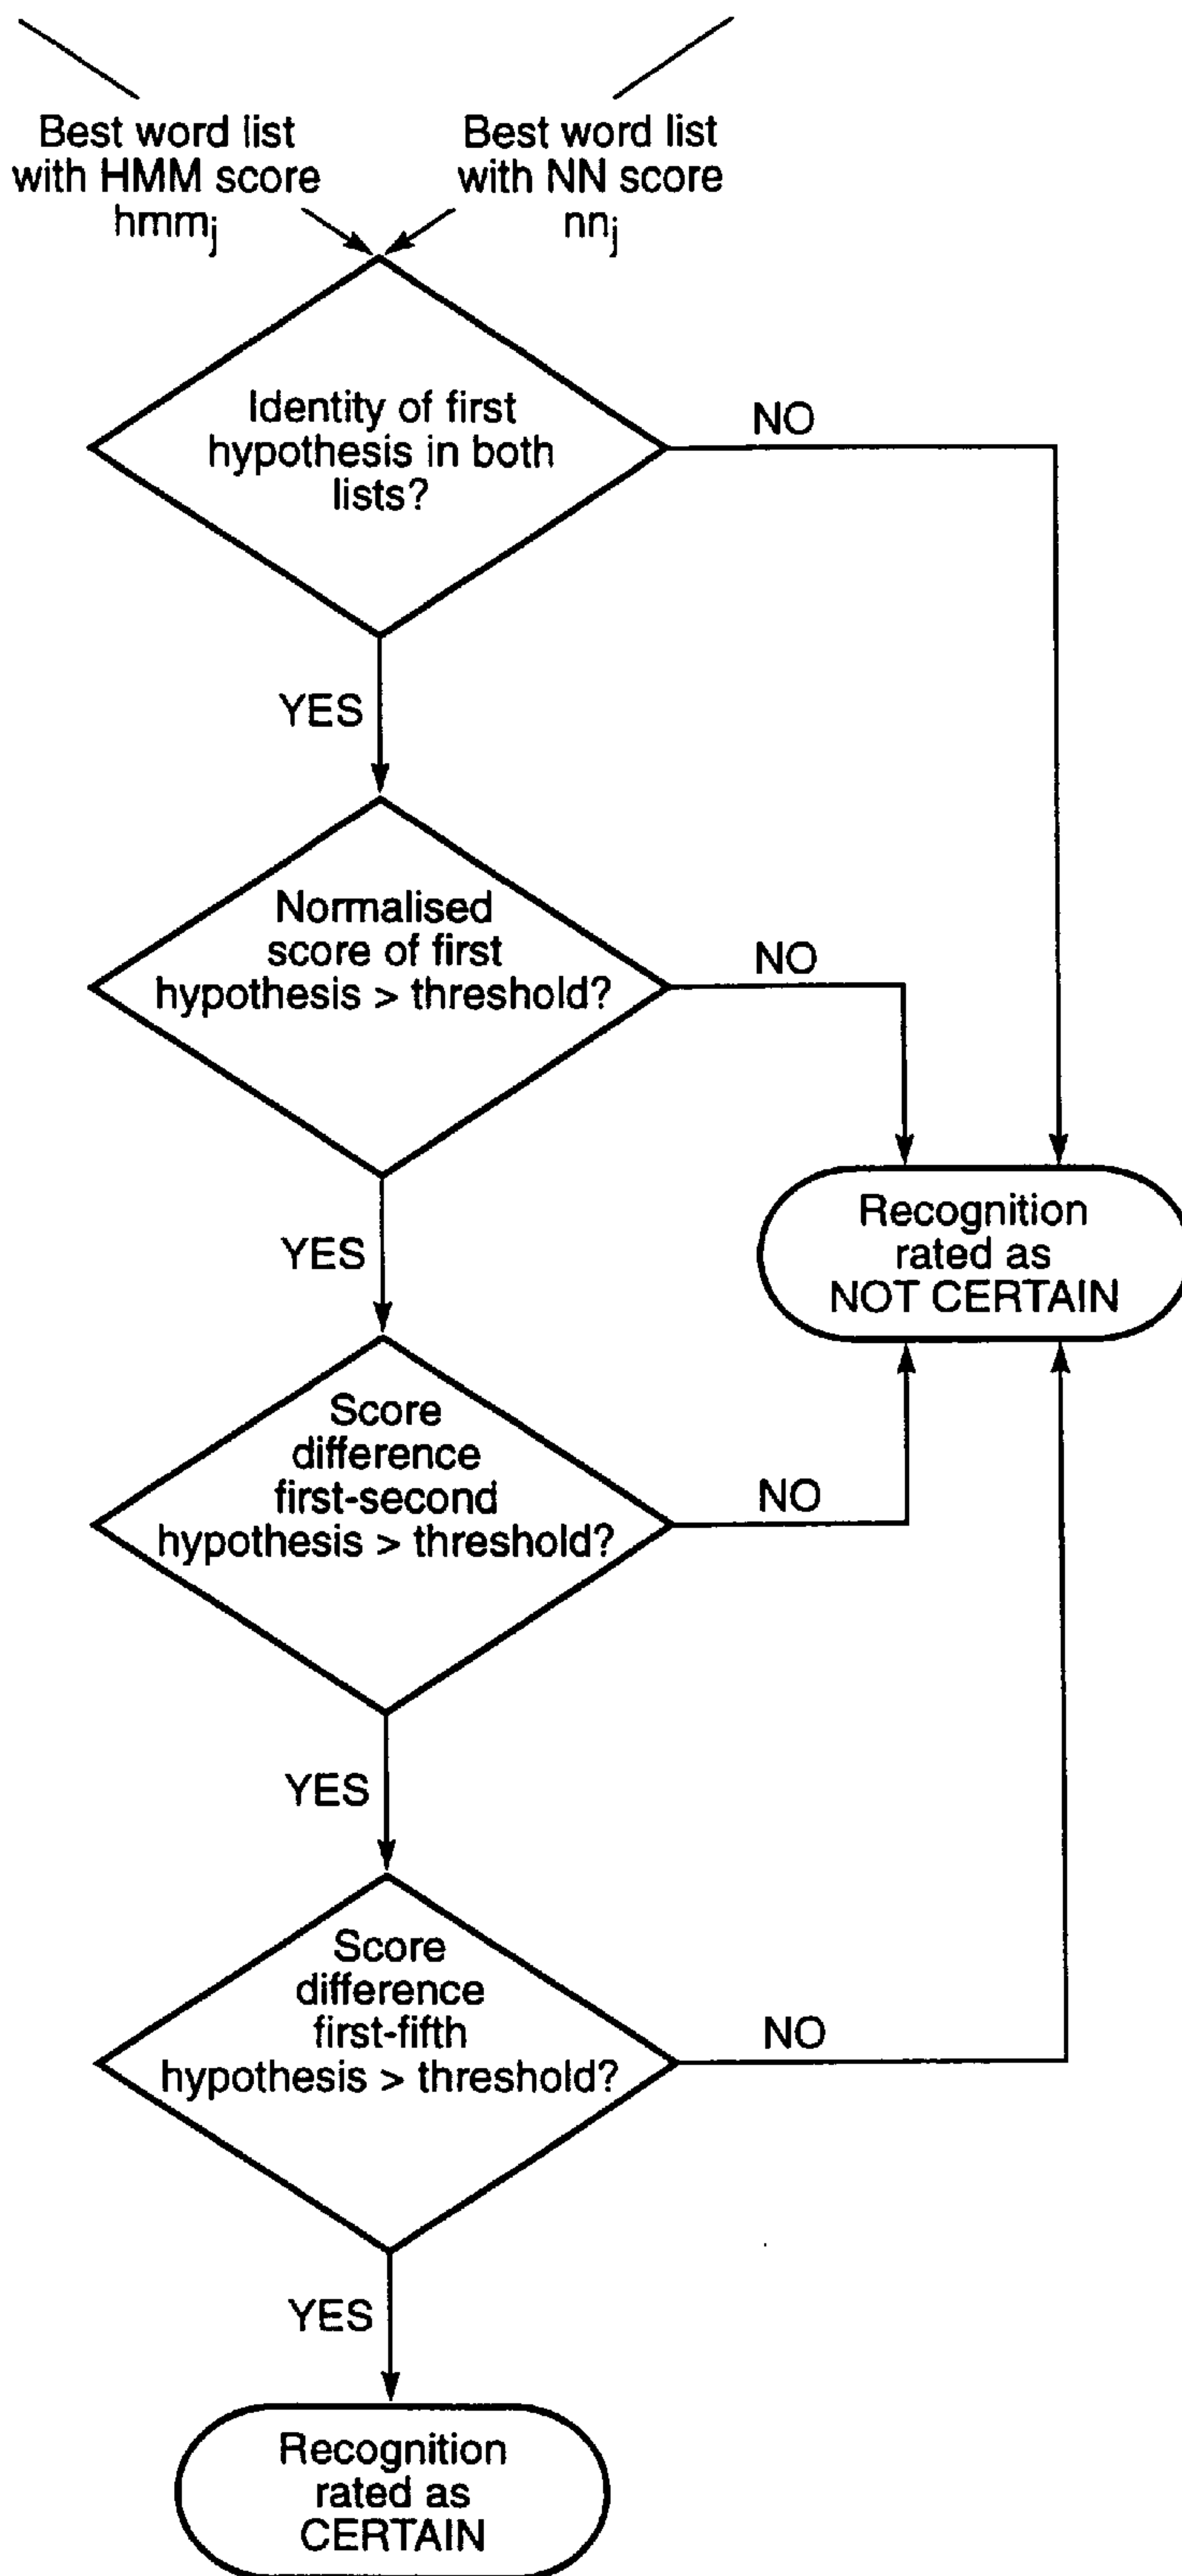 Best word list
with HMM score
hmmj
Best word list
with NN score
nnj
Identity of first
hypothesis in both
lists?
NO
YES
Normalised
score of first
hypothesis > threshold?
NO
YES
Recognition
rated as
NOT CERTAIN
Score
difference
first-second
hypothesis > threshold?
NO
YES
Score
difference
first-fifth
hypothesis > threshold?
NO
YES
Recognition
rated as
CERTAIN